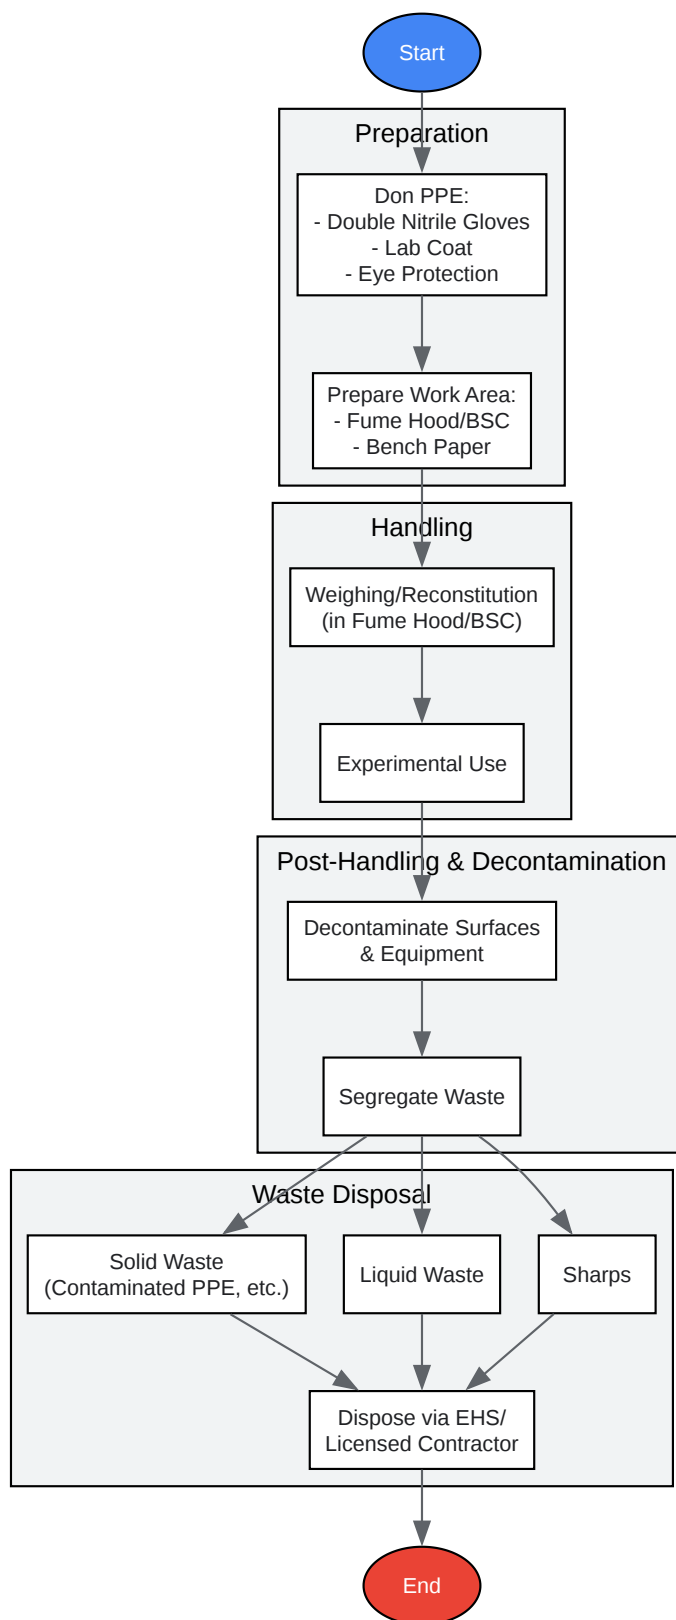 Start
Preparation
Don PPE:
- Double Nitrile Gloves
- Lab Coat
- Eye Protection
Prepare Work Area:
- Fume Hood/BSC
- Bench Paper
Handling
Weighing/Reconstitution
(in Fume Hood/BSC)
Experimental Use
Post-Handling & Decontamination
Decontaminate Surfaces
& Equipment
Segregate Waste
Waste Disposal
Solid Waste
(Contaminated PPE, etc.)
Liquid Waste
Sharps
Dispose via EHS/
Licensed Contractor
End